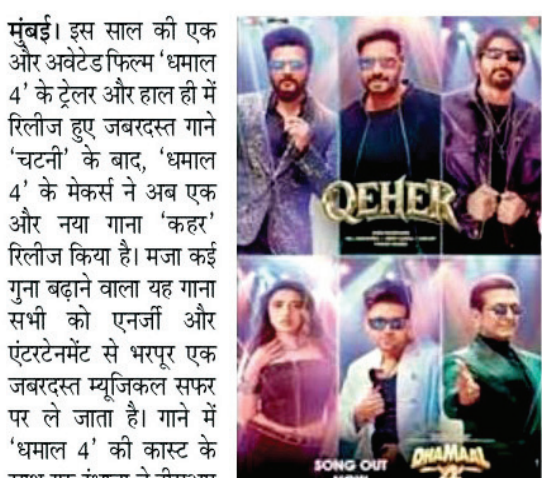 मुंबई। इस साल की एक
और अवेटेड फिल्म ‘धमाल
4’ के ट्रेलर और हाल ही में
रिलीज हुए जबरदस्त गाने
‘चटनी’ के बाद, ‘धमाल
4’ के मेकर्स ने अब एक
और नया गाना ‘कहर’
रिलीज किया है। मजा कई
गुना बढ़ाने वाला यह गाना
सभी को एनर्जी और
एंटरटेनमेंट से भरपूर एक
जबरदस्त म्यूजिकल सफर
पर ले जाता है। गाने में
‘धमाल 4’ की कास्ट के
QEHER
SONG OUT
DHAMAAL